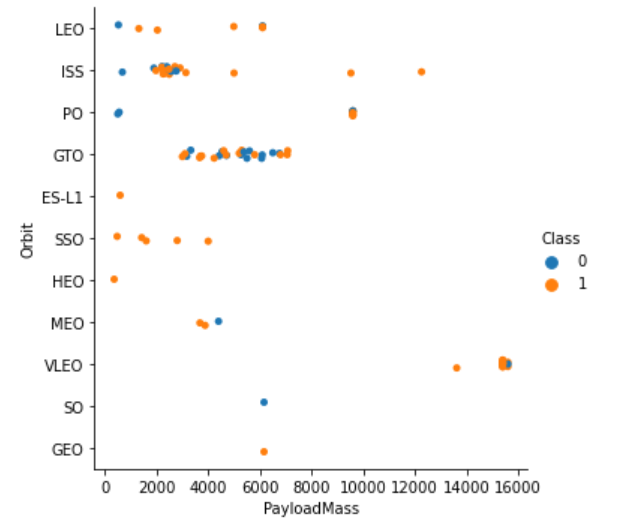 LEO
ISS
PO
GTO
ES-L1
SSO
HEO
MEO
VLEO
SO
GEO
Orbit
Class
0
1
0 2000 4000 6000 8000 10000 12000 14000 16000
PayloadMass